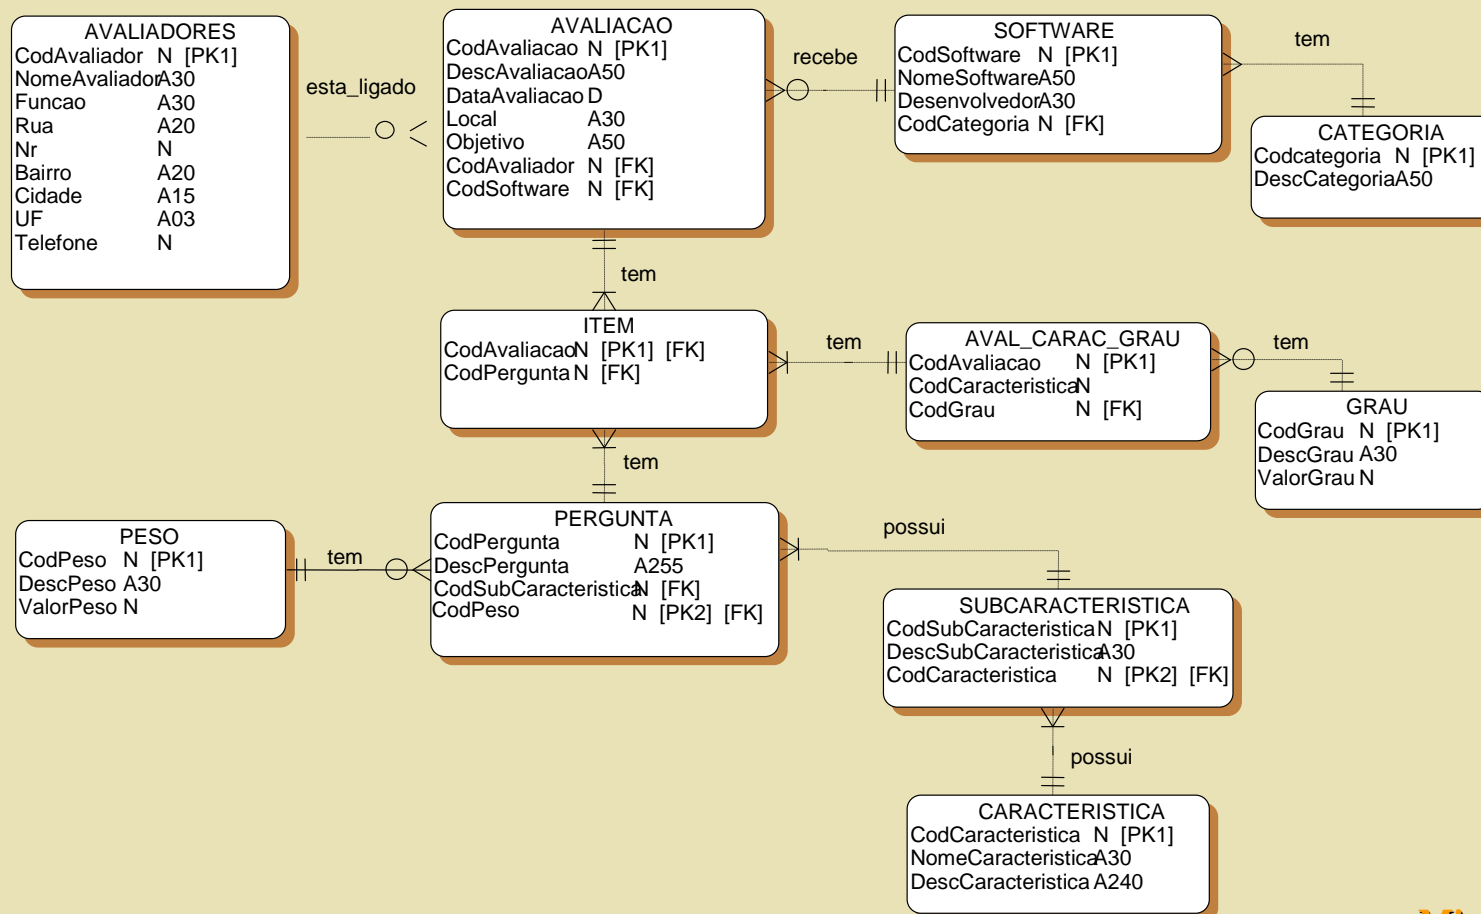 AVALIADORES
CodAvaliador N [PK1]
NomeAvaliador A30
Funcao A30
Rua A20
Nr N
Bairro A20
Cidade A15
UF A03
Telefone N
esta_ligado
AVALIACAO
CodAvaliacao N [PK1]
DescAvaliacao A50
DataAvaliacao D
Local A30
Objetivo A50
CodAvaliador N [FK]
CodSoftware N [FK]
recebe
SOFTWARE
CodSoftware N [PK1]
NomeSoftware A50
Desenvolvedor A30
CodCategoria N [FK]
tem
CATEGORIA
Codcategoria N [PK1]
DescCategoria A50
tem
ITEM
CodAvaliacao N [PK1] [FK]
CodPergunta N [FK]
tem
AVAL_CARAC_GRAU
CodAvaliacao N [PK1]
CodCaracteristica N
CodGrau N [FK]
tem
GRAU
CodGrau N [PK1]
DescGrau A30
ValorGrau N
tem
PESO
CodPeso N [PK1]
DescPeso A30
ValorPeso N
tem
PERGUNTA
CodPergunta N [PK1]
DescPergunta A255
CodSubCaracteristica N [FK]
CodPeso N [PK2] [FK]
possui
SUBCARACTERISTICA
CodSubCaracteristica N [PK1]
DescSubCaracteristica A30
CodCaracteristica N [PK2] [FK]
possui
CARACTERISTICA
CodCaracteristica N [PK1]
NomeCaracteristica A30
DescCaracteristica A240